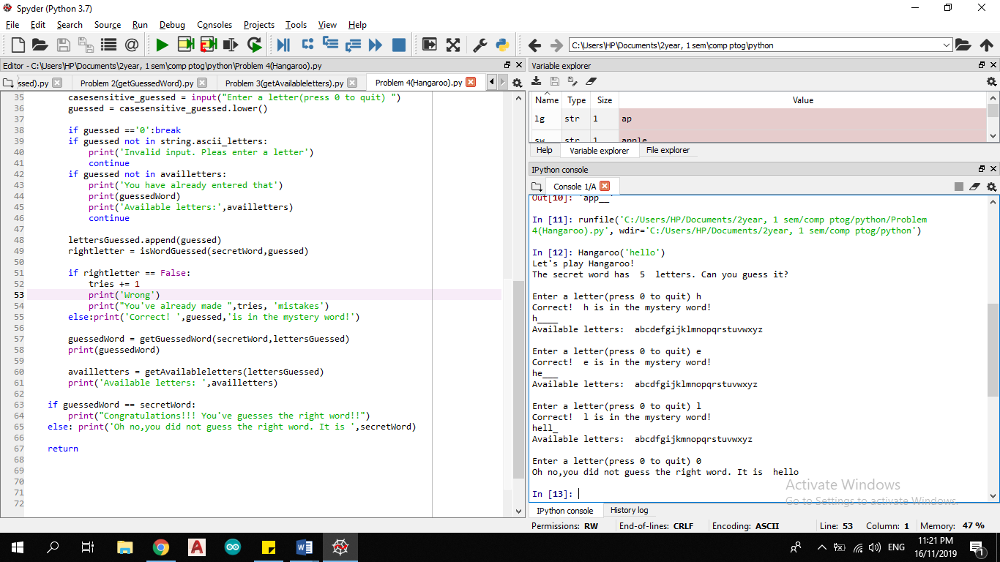 Spyder (Python 3.7)
File Edit Search Source Run Debug Consoles Projects Tools View Help
C:\Users\HP\Documents\2year, 1 sem\comp ptog\python
Editor - C:\Users\HP\Documents\2year, 1 sem\comp ptog\python\Problem 4(Hangaroo).py
ssed).py Problem 2(getGuessedWord).py Problem 3(getAvailableletters).py Problem 4(Hangaroo).py
35 casesensitive_guessed = input("Enter a letter(press 0 to quit) ")
36 guessed = casesensitive_guessed.lower()
37
38 if guessed =='0':break
39 if guessed not in string.ascii_letters:
40 print('Invalid input. Pleas enter a letter')
41 continue
42 if guessed not in availletters:
43 print('You have already entered that')
44 print(guessedWord)
45 print('Available letters:',availletters)
46 continue
47
48 lettersGuessed.append(guessed)
49 rightletter = isWordGuessed(secretWord,guessed)
50
51 if rightletter == False:
52 tries += 1
53 print('Wrong')
54 print("You've already made ",tries, 'mistakes')
55 else:print('Correct! ',guessed,'is in the mystery word!')
56
57 guessedWord = getGuessedWord(secretWord,lettersGuessed)
58 print(guessedWord)
59
60 availletters = getAvailableletters(lettersGuessed)
61 print('Available letters: ',availletters)
62
63 if guessedWord == secretWord:
64 print("Congratulations!!! You've guesses the right word!!")
65 else: print('Oh no,you did not guess the right word. It is ',secretWord)
66
67 return
68
69
70
71
72
Variable explorer
Name Type Size Value
lg str 1 ap
sw str 1 apple
Help Variable explorer File explorer
IPython console
Console 1/A
Out[10]: 'app__'
In [11]: runfile('C:/Users/HP/Documents/2year, 1 sem/comp ptog/python/Problem
4(Hangaroo).py', wdir='C:/Users/HP/Documents/2year, 1 sem/comp ptog/python')
In [12]: Hangaroo('hello')
Let's play Hangaroo!
The secret word has 5 letters. Can you guess it?
Enter a letter(press 0 to quit) h
Correct! h is in the mystery word!
h____
Available letters: abcdefgijklmnopqrstuvwxyz
Enter a letter(press 0 to quit) e
Correct! e is in the mystery word!
he___
Available letters: abcdfgijklmnopqrstuvwxyz
Enter a letter(press 0 to quit) l
Correct! l is in the mystery word!
hell_
Available letters: abcdfgijkmnopqrstuvwxyz
Enter a letter(press 0 to quit) 0
Oh no,you did not guess the right word. It is hello
In [13]:
Activate Windows
Go to Settings to activate Windows.
IPython console History log
Permissions: RW End-of-lines: CRLF Encoding: ASCII Line: 53 Column: 1 Memory: 47 %
ENG
11:21 PM
16/11/2019
1